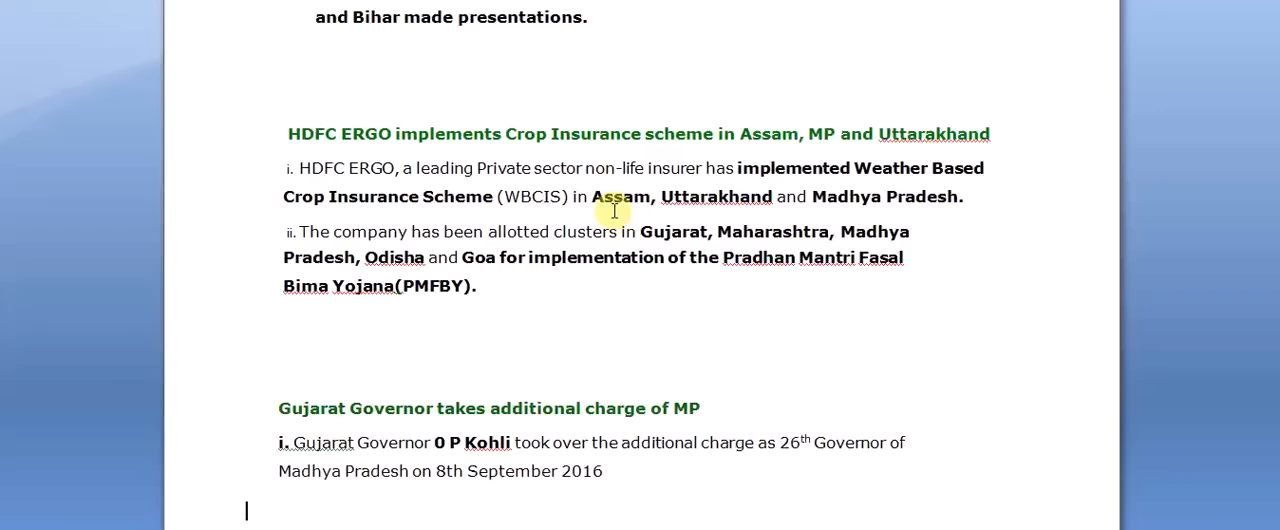 and Bihar made presentations.
HDFC ERGO implements Crop Insurance scheme in Assam, MP and Uttarakhand
i. HDFC ERGO, a leading Private sector non-life insurer has implemented Weather Based
Crop Insurance Scheme (WBCIS) in Assam, Uttarakhand and Madhya Pradesh.
ii. The company has been allotted clusters in Gujarat, Maharashtra, Madhya
Pradesh, Odisha and Goa for implementation of the Pradhan Mantri Fasal
Bima Yojana(PMFBY).
Gujarat Governor takes additional charge of MP
i. Gujarat Governor 0 P Kohli took over the additional charge as 26th Governor of
Madhya Pradesh on 8th September 2016